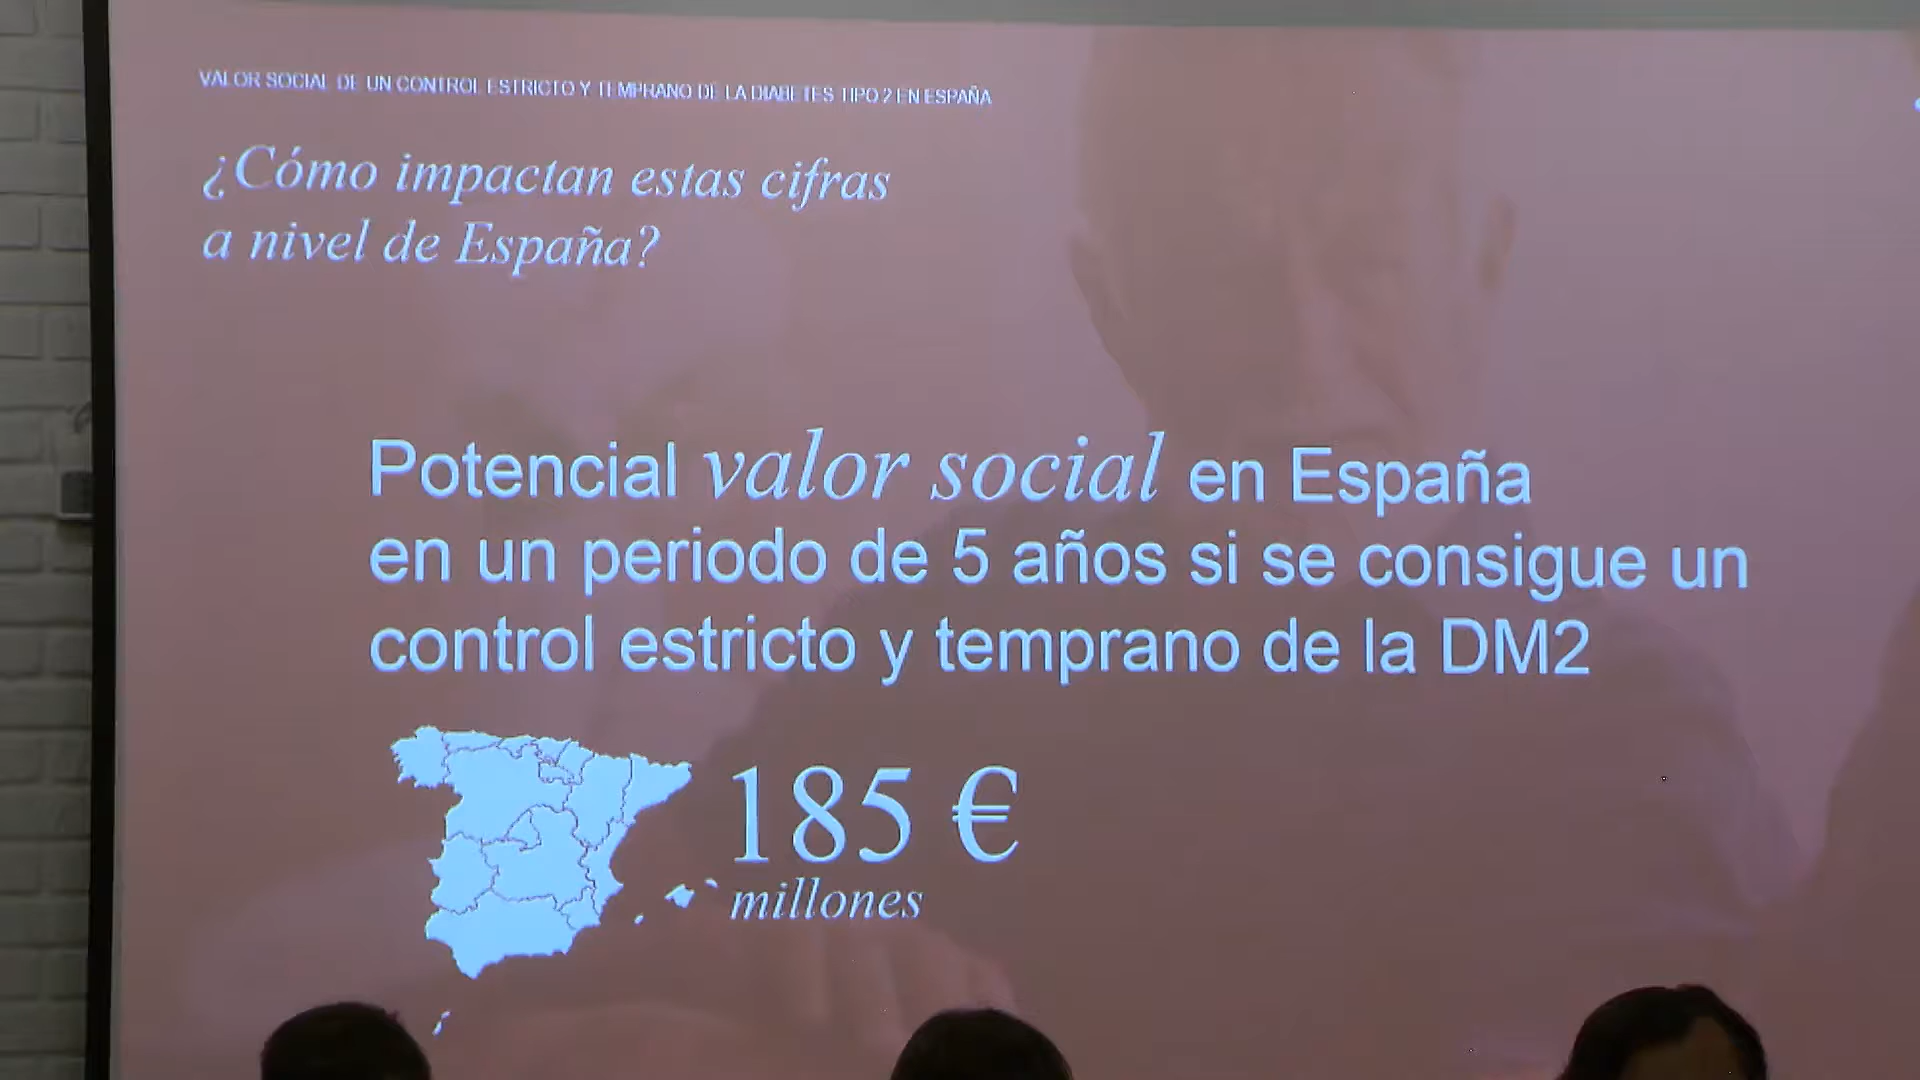 VALOR SOCIAL DE UN CONTROL ESTRICTO Y TEMPRANO DE LA DIABETES TIPO 2 EN ESPAÑA
¿Cómo impactan estas cifras
a nivel de España?
Potencial valor social en España
en un periodo de 5 años si se consigue un
control estricto y temprano de la DM2
185 €
millones